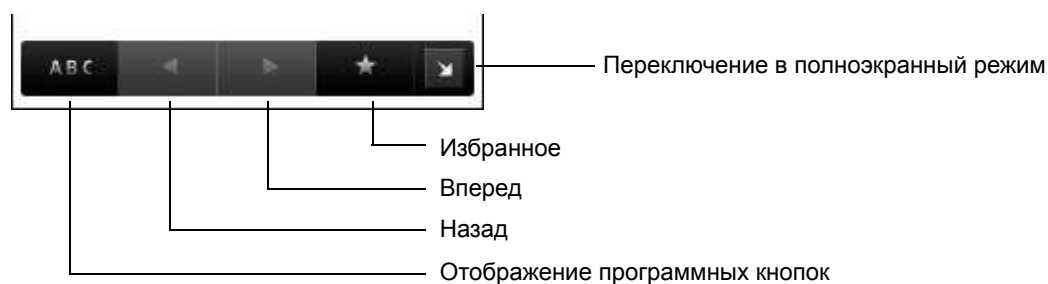 ABC
Переключение в полноэкранный режим
Избранное
Вперед
Назад
Отображение программных кнопок